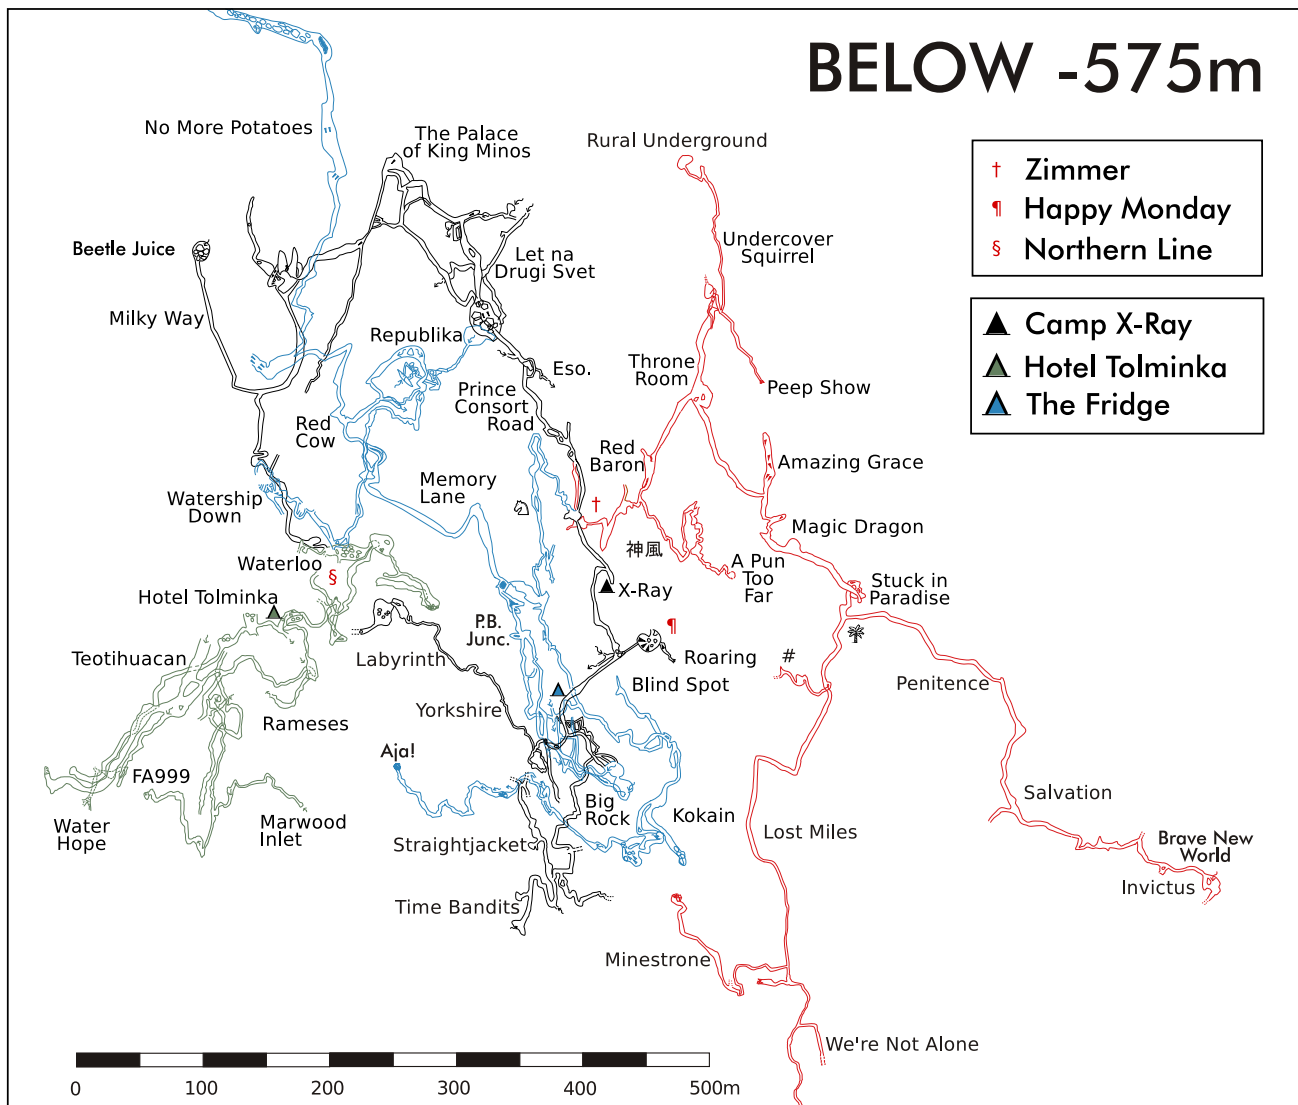 BELOW -575m
No More Potatoes
The Palace
of King Minos
Rural Underground
† Zimmer
¶ Happy Monday
§ Northern Line
Beetle Juice
Let na
Drugi Svet
Undercover
Squirrel
Milky Way
Republika
Camp X-Ray
Hotel Tolminka
The Fridge
Eso.
Throne
Room
Peep Show
Prince
Consort
Road
Red
Cow
Red
Baron
Amazing Grace
Memory
Lane
Watership
Down
†
Magic Dragon
神風
Waterloo
§
A Pun
Too
Far
Stuck in
Paradise
Hotel Tolminka
X-Ray
P.B.
Junc.
¶
Teotihuacan
Labyrinth
Roaring
#
Blind Spot
Penitence
Rameses
Yorkshire
Aja!
FA999
Salvation
Water
Hope
Marwood
Inlet
Big
Rock
Kokain
Lost Miles
Straightjacket
Brave New
World
Invictus
Time Bandits
Minestrone
We're Not Alone
0 100 200 300 400 500m